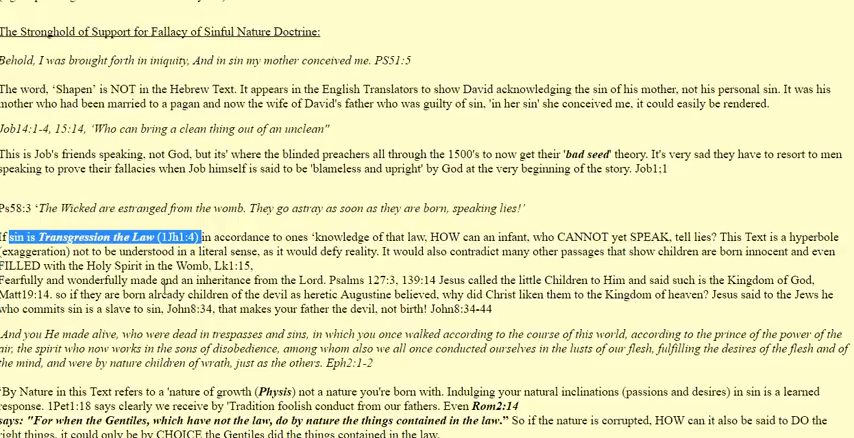 The Stronghold of Support for Fallacy of Sinful Nature Doctrine:
Behold, I was brought forth in iniquity, And in sin my mother conceived me. PS51:5
The word, ‘Shapen’ is NOT in the Hebrew Text. It appears in the English Translators to show David acknowledging the sin of his mother, not his personal sin. It was his
mother who had been married to a pagan and now the wife of David's father who was guilty of sin, 'in her sin' she conceived me, it could easily be rendered.
Job14:1-4, 15:14, ‘Who can bring a clean thing out of an unclean"
This is Job's friends speaking, not God, but its' where the blinded preachers all through the 1500's to now get their 'bad seed' theory. It's very sad they have to resort to men
speaking to prove their fallacies when Job himself is said to be 'blameless and upright' by God at the very beginning of the story. Job1;1
Ps58:3 ‘The Wicked are estranged from the womb. They go astray as soon as they are born, speaking lies!’
If sin is Transgression the Law (1Jh1:4) in accordance to ones ‘knowledge of that law, HOW can an infant, who CANNOT yet SPEAK, tell lies? This Text is a hyperbole
(exaggeration) not to be understood in a literal sense, as it would defy reality. It would also contradict many other passages that show children are born innocent and even
FILLED with the Holy Spirit in the Womb, Lk1:15,
Fearfully and wonderfully made and an inheritance from the Lord. Psalms 127:3, 139:14 Jesus called the little Children to Him and said such is the Kingdom of God,
Matt19:14. so if they are born already children of the devil as heretic Augustine believed, why did Christ liken them to the Kingdom of heaven? Jesus said to the Jews he
who commits sin is a slave to sin, John8:34, that makes your father the devil, not birth! John8:34-44
And you He made alive, who were dead in trespasses and sins, in which you once walked according to the course of this world, according to the prince of the power of the
air, the spirit who now works in the sons of disobedience, among whom also we all once conducted ourselves in the lusts of our flesh, fulfilling the desires of the flesh and of
the mind, and were by nature children of wrath, just as the others. Eph2:1-2
‘By Nature in this Text refers to a 'nature of growth (Physis) not a nature you're born with. Indulging your natural inclinations (passions and desires) in sin is a learned
response. 1Pet1:18 says clearly we receive by 'Tradition foolish conduct from our fathers. Even Rom2:14
says: "For when the Gentiles, which have not the law, do by nature the things contained in the law.” So if the nature is corrupted, HOW can it also be said to DO the
right things, it could only be by CHOICE the Gentiles did the things contained in the law.